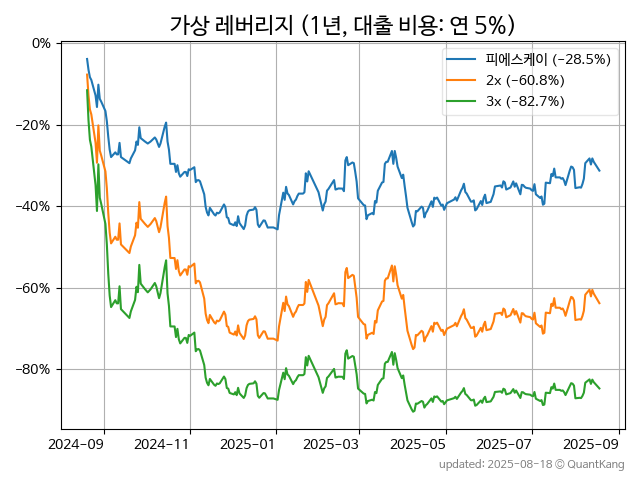 가상 레버리지 (1년, 대출 비용: 연 5%)
피에스케이 (−28.5%)
2x (−60.8%)
3x (−82.7%)
0%
−20%
−40%
−60%
−80%
2024−09 2024−11 2025−01 2025−03 2025−05 2025−07 2025−09
updated: 2025-08-18 © QuantKang